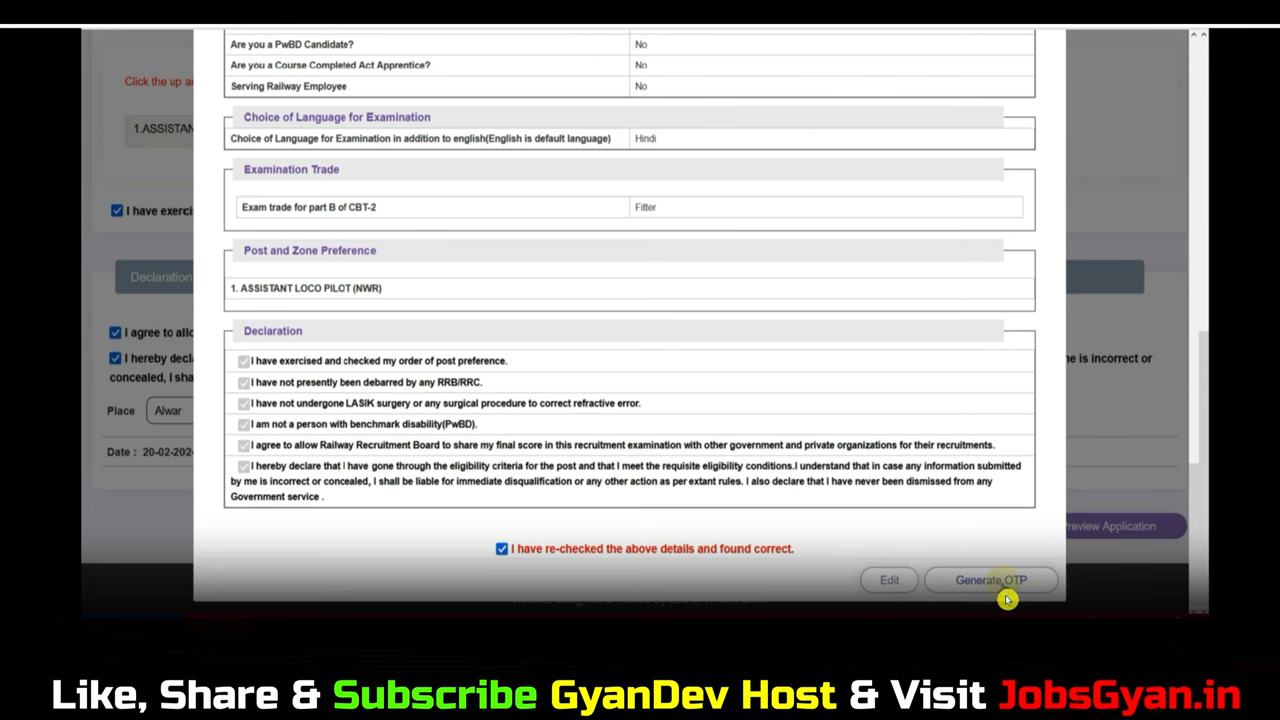 Are you a PwBD Candidate? No
Are you a Course Completed Act Apprentice? No
Click the up
Serving Railway Employee No
Choice of Language for Examination
1.ASSISTAN
Choice of Language for Examination in addition to english(English is default language) Hindi
Examination Trade
I have exerci
Exam trade for part B of CBT-2 Fitter
Post and Zone Preference
Declaration
1. ASSISTANT LOCO PILOT (NWR)
Declaration
I agree to allo
I hereby decla
me is incorrect or
concealed, I sha
I have exercised and checked my order of post preference.
I have not presently been debarred by any RRB/RRC.
Place Alwar
I have not undergone LASIK surgery or any surgical procedure to correct refractive error.
I am not a person with benchmark disability(PwBD).
I agree to allow Railway Recruitment Board to share my final score in this recruitment examination with other government and private organizations for their recruitments.
Date : 20-02-202
I hereby declare that I have gone through the eligibility criteria for the post and that I meet the requisite eligibility conditions.I understand that in case any information submitted
by me is incorrect or concealed, I shall be liable for immediate disqualification or any other action as per extant rules. I also declare that I have never been dismissed from any
Government service .
Preview Application
I have re-checked the above details and found correct.
Edit Generate OTP
Like, Share & Subscribe GyanDev Host & Visit JobsGyan.in